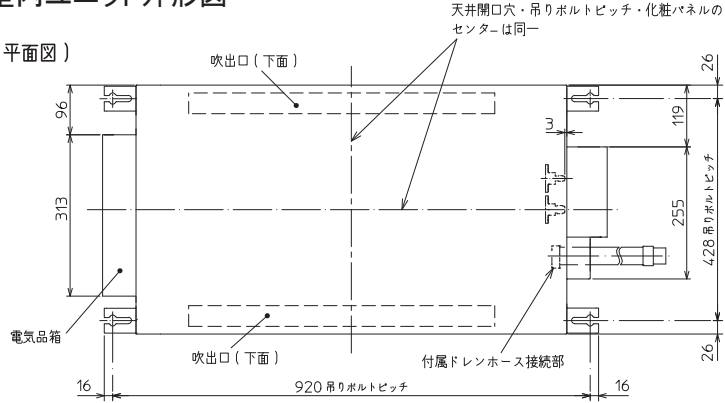 室内ユニット外形図
天井開口穴・吊りボルトピッチ・化粧パネルの
センターは同一
平面図)
吹出口(下面)
26
96
119
3
313
255
428 吊りボルトピッチ
電気品箱
吹出口(下面)
付属ドレンホース接続部
26
16
920 吊りボルトピッチ
16